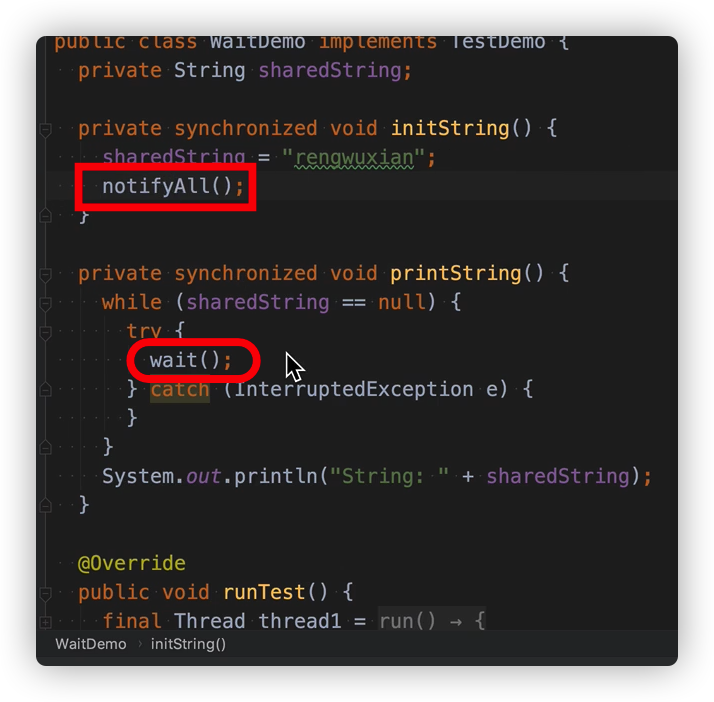 public class WaitDemo implements TestDemo {
private String sharedString;
private synchronized void initString() {
sharedString = "rengwuxian";
notifyAll();
}
private synchronized void printString() {
while (sharedString == null) {
try {
wait();
} catch (InterruptedException e) {
}
}
System.out.println("String: " + sharedString);
}
@Override
public void runTest() {
final Thread thread1 = run() → {
WaitDemo › initString()